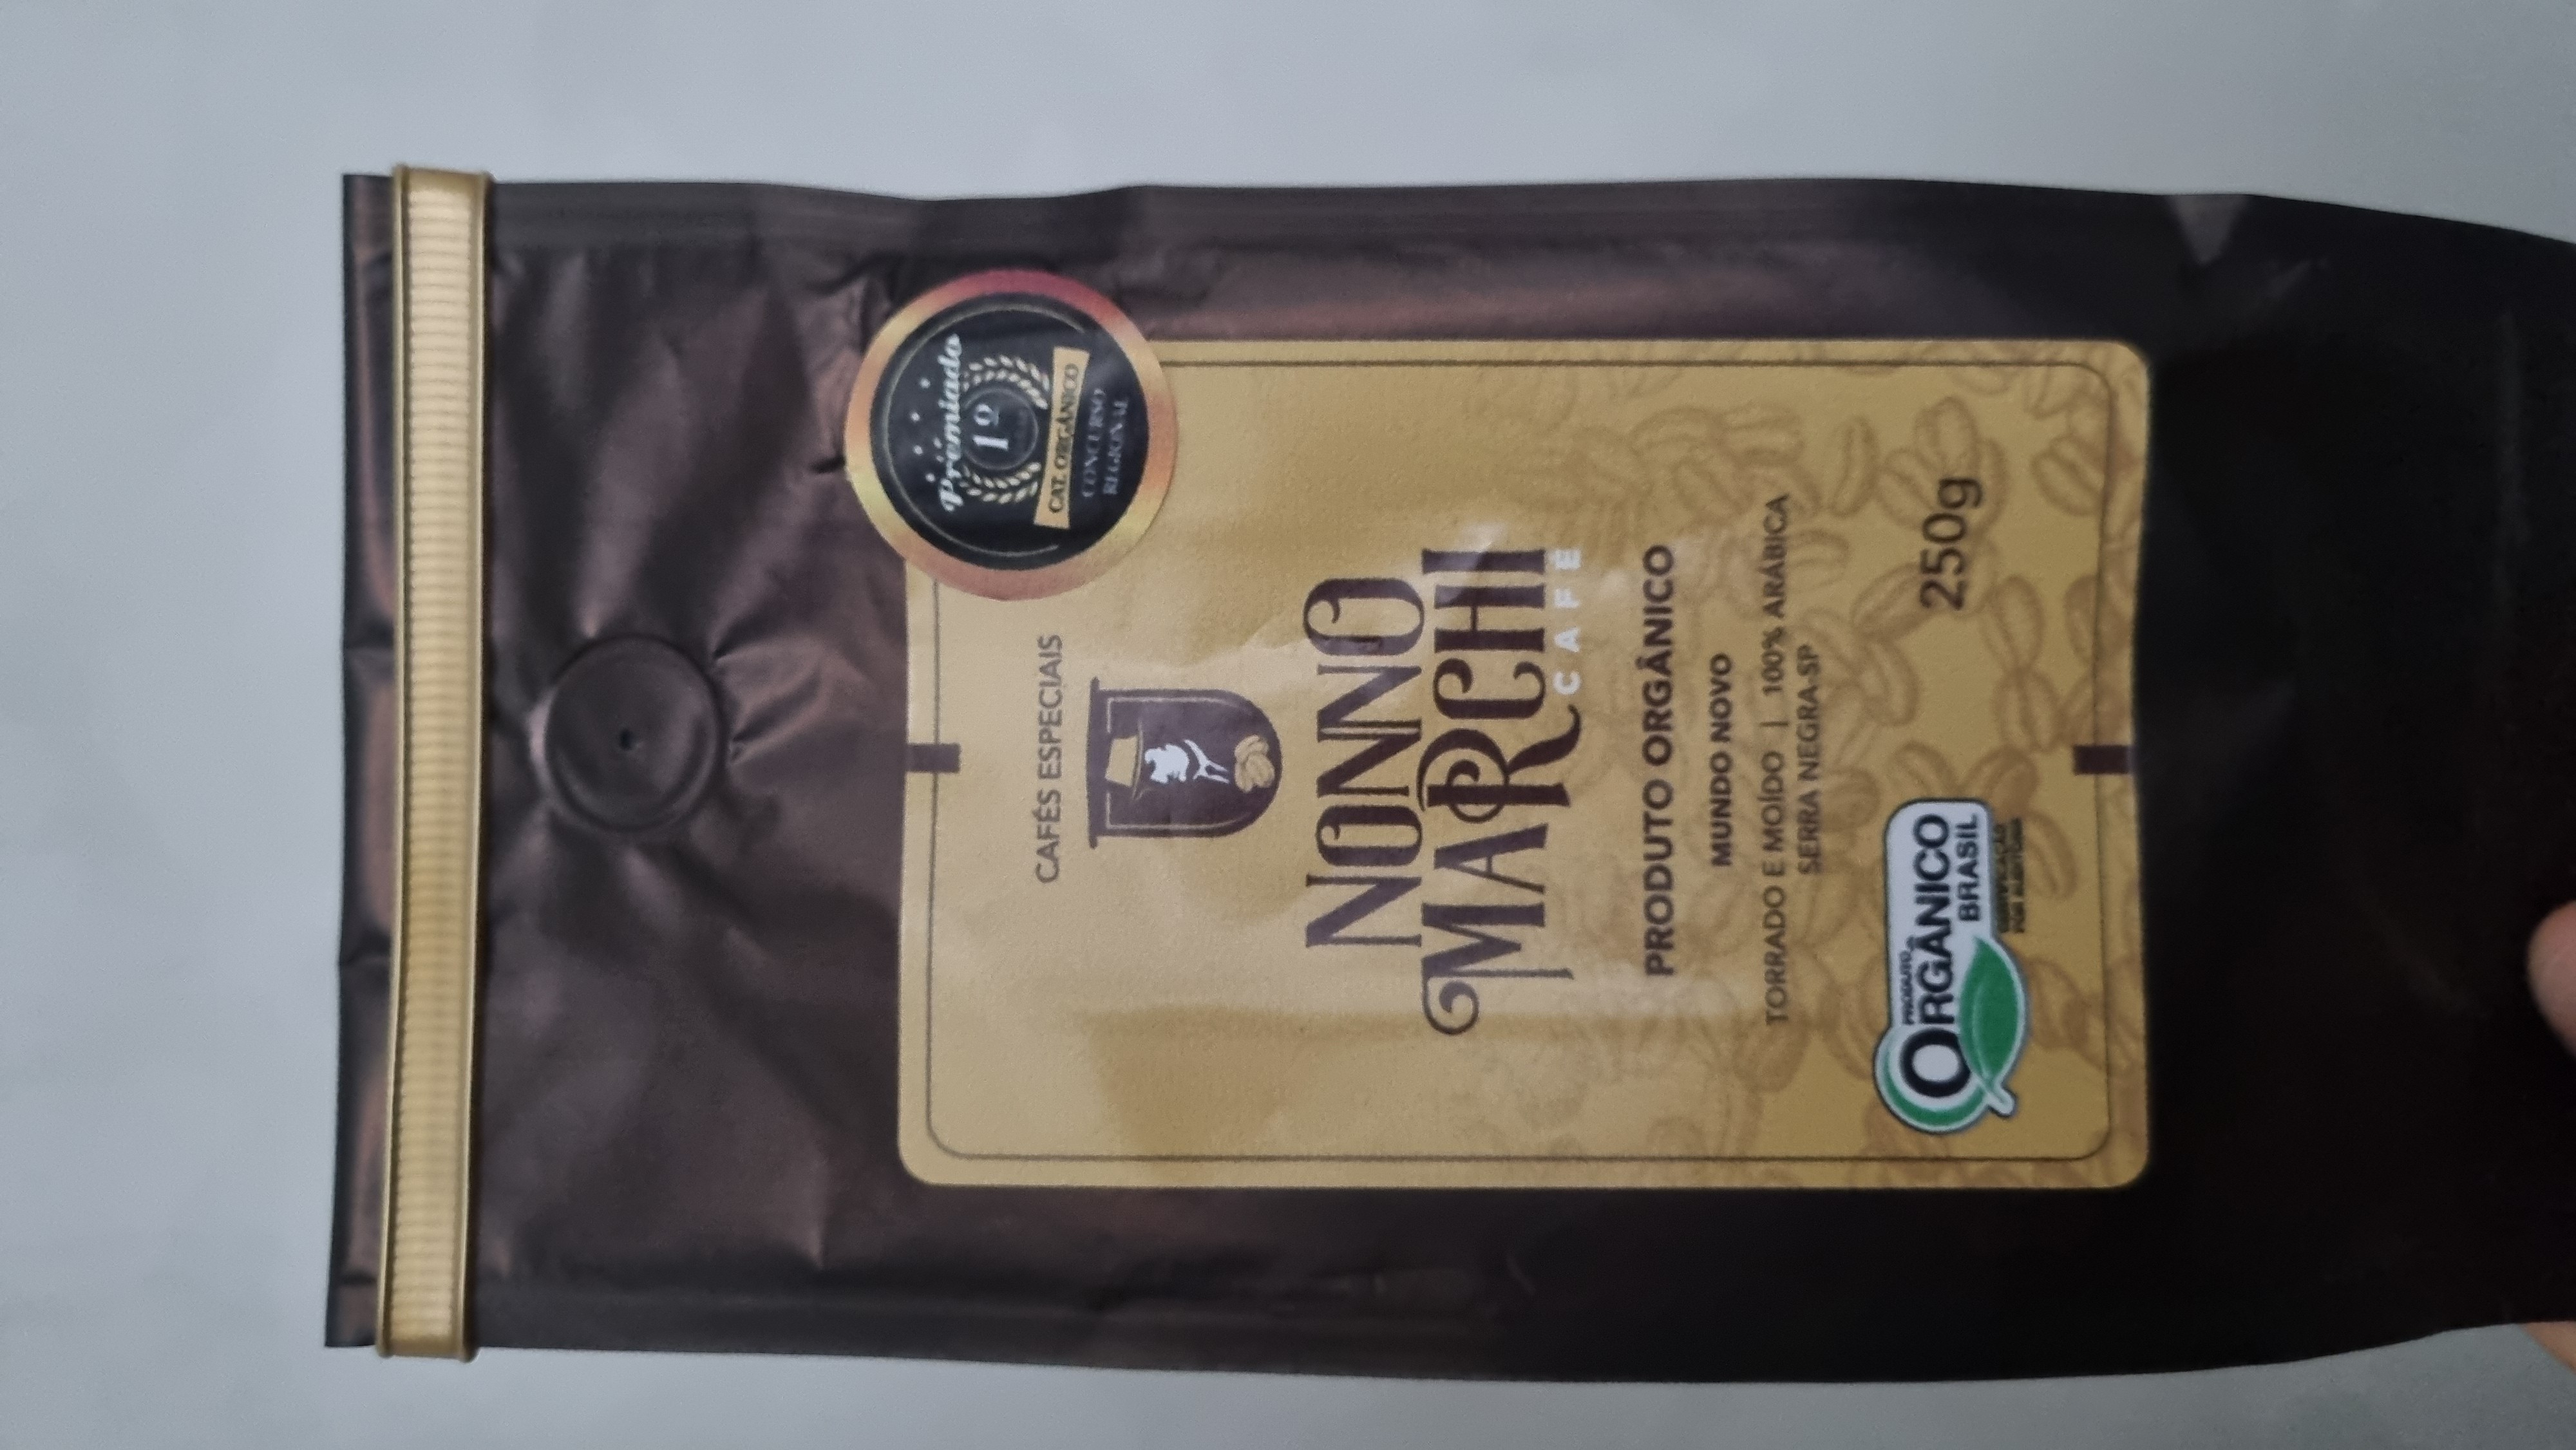 Premiado
1º
CAT. ORGÂNICO
CONCURSO
REGIONAL
CAFÉS ESPECIAIS
NONNO
MARCHI
CAFÉ
PRODUTO ORGÂNICO
MUNDO NOVO
TORRADO E MOÍDO | 100% ARÁBICA
SERRA NEGRA-SP
250g
PRODUTO
ORGÂNICO
BRASIL